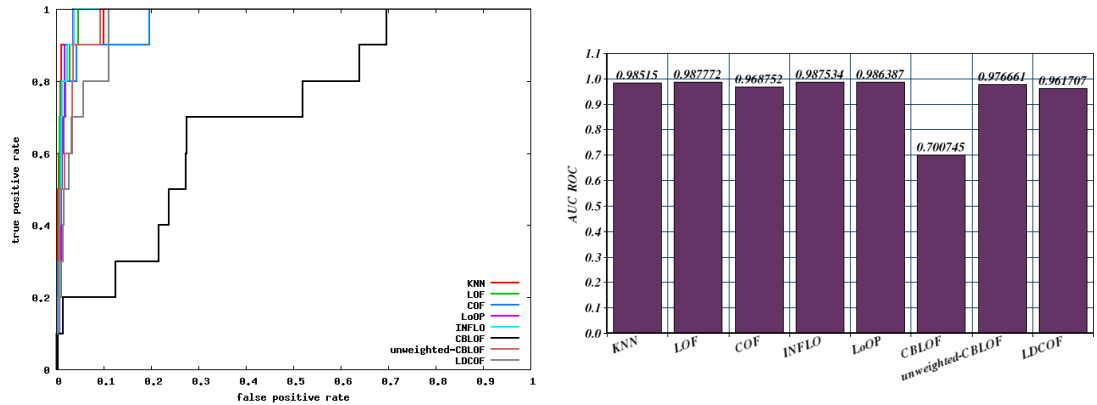 1
0.8
0.6
0.4
0.2
0
true positive rate
KNN
LOF
COF
LoOP
INFLO
CBLOF
unweighted-CBLOF
LDCOF
0 0.1 0.2 0.3 0.4 0.5 0.6 0.7 0.8 0.9 1
false positive rate
1.1
1.0
0.9
0.8
0.7
0.6
0.5
0.4
0.3
0.2
0.1
0.0
AUC ROC
0.98515 0.987772 0.968752 0.987534 0.986387 0.700745 0.976661 0.961707
KNN LOF COF INFLO LoOP CBLOF unweighted-CBLOF LDCOF